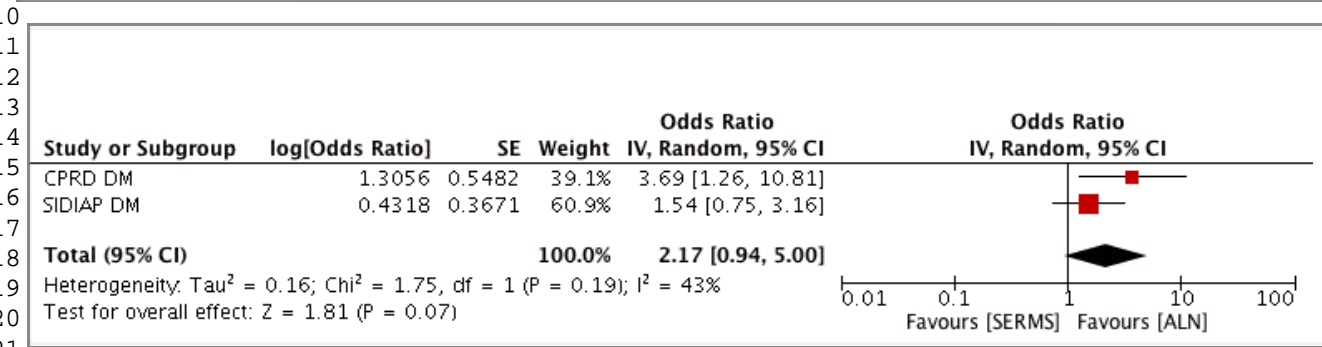 10
11
12
13
14
15
16
17
18
19
20
21
Odds Ratio Odds Ratio
Study or Subgroup log[Odds Ratio] SE Weight IV, Random, 95% CI IV, Random, 95% CI
CPRD DM 1.3056 0.5482 39.1% 3.69 [1.26, 10.81]
SIDIAP DM 0.4318 0.3671 60.9% 1.54 [0.75, 3.16]
Total (95% CI) 100.0% 2.17 [0.94, 5.00]
Heterogeneity: Tau² = 0.16; Chi² = 1.75, df = 1 (P = 0.19); I² = 43%
Test for overall effect: Z = 1.81 (P = 0.07)
0.01 0.1 1 10 100
Favours [SERMS] Favours [ALN]